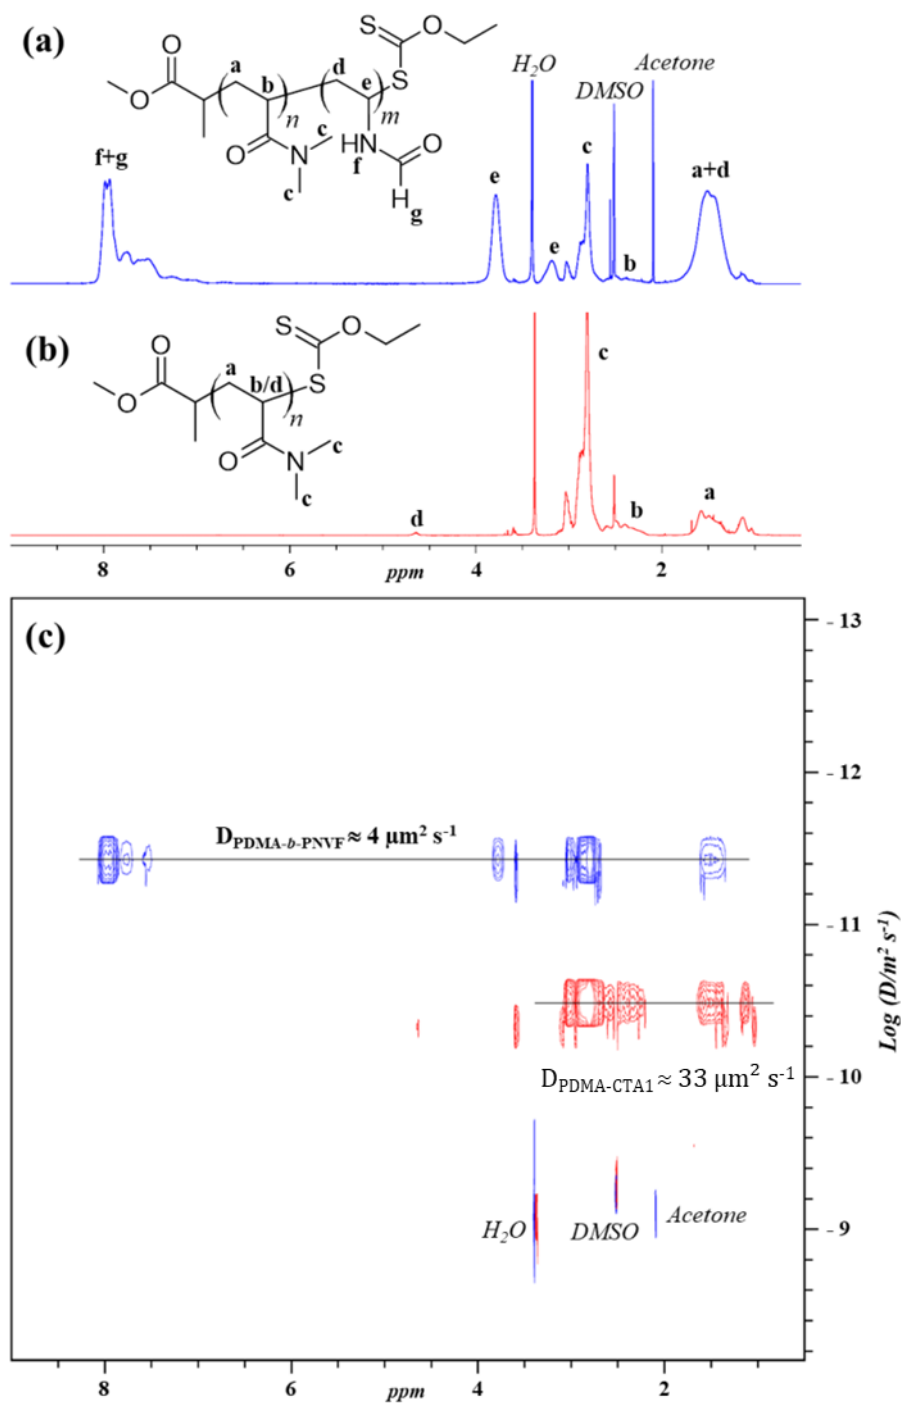 (a)
O
O
a
b
n
O
N
c
c
d
e
m
HN
f
O
H
g
S
S
O
f+g
e
H2O
e
DMSO
c
b
Acetone
a+d
(b)
O
O
a
b/d
n
S
S
O
O
N
c
c
d
c
b
a
8 6 ppm 4 2
(c)
DPDMA-b-PNVF ≈ 4 μm² s⁻¹
DPDMA-CTA1 ≈ 33 μm² s⁻¹
H2O
DMSO
Acetone
- 13
- 12
- 11
- 10
- 9
Log (D/m² s⁻¹)
8 6 ppm 4 2